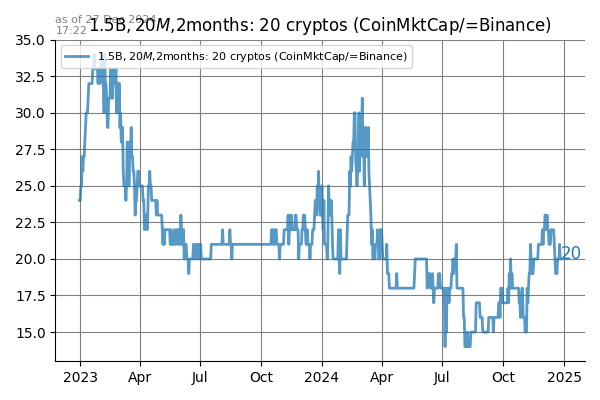 as of 27 Dec 2024
17:22
1.5B,20M,2months: 20 cryptos (CoinMktCap/=Binance)
1.5B,20M,2months: 20 cryptos (CoinMktCap/=Binance)
35.0
32.5
30.0
27.5
25.0
22.5
20.0
17.5
15.0
20
2023
Apr
Jul
Oct
2024
Apr
Jul
Oct
2025